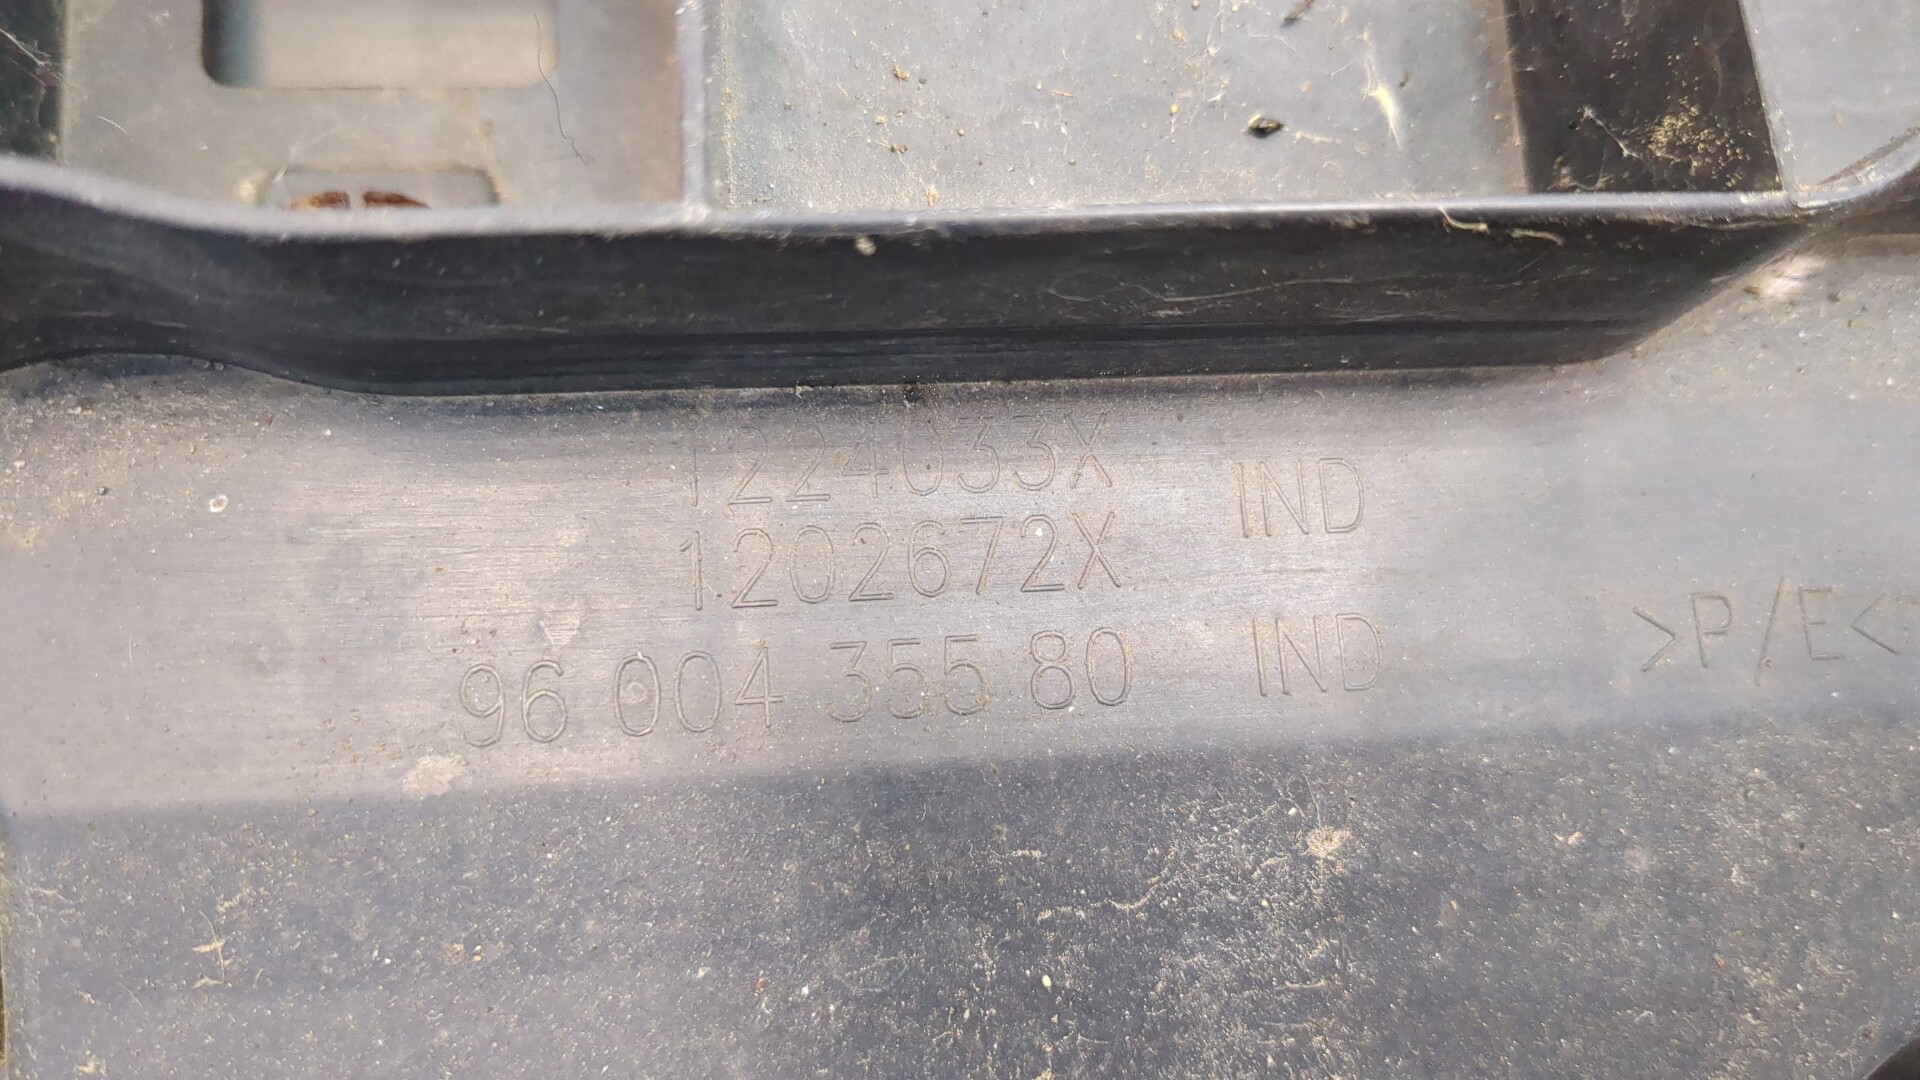 1224033X IND
1202672X
96 004 355 80 IND
>P/E<